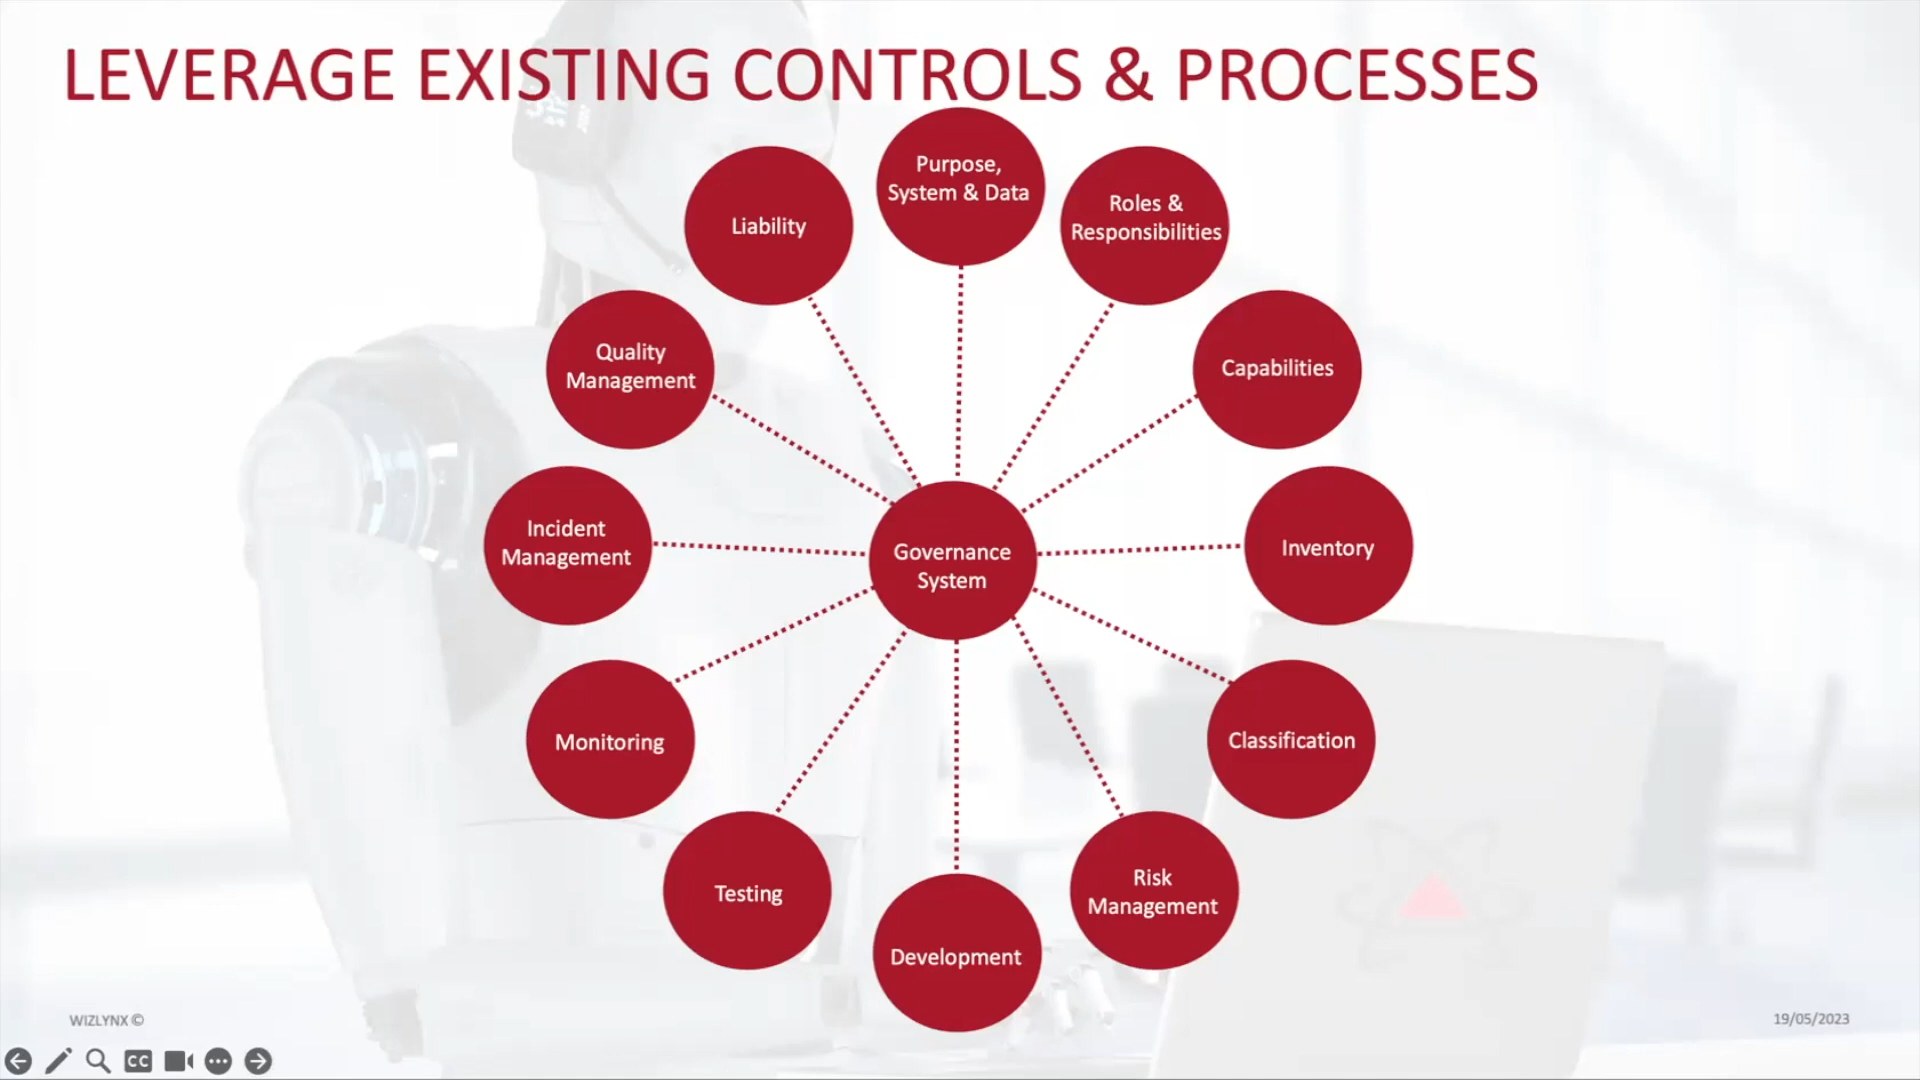 LEVERAGE EXISTING CONTROLS & PROCESSES
Purpose,
System & Data
Roles &
Responsibilities
Capabilities
Inventory
Classification
Risk
Management
Development
Testing
Monitoring
Incident
Management
Quality
Management
Liability
Governance
System
WIZLYNX ©
19/05/2023
CC